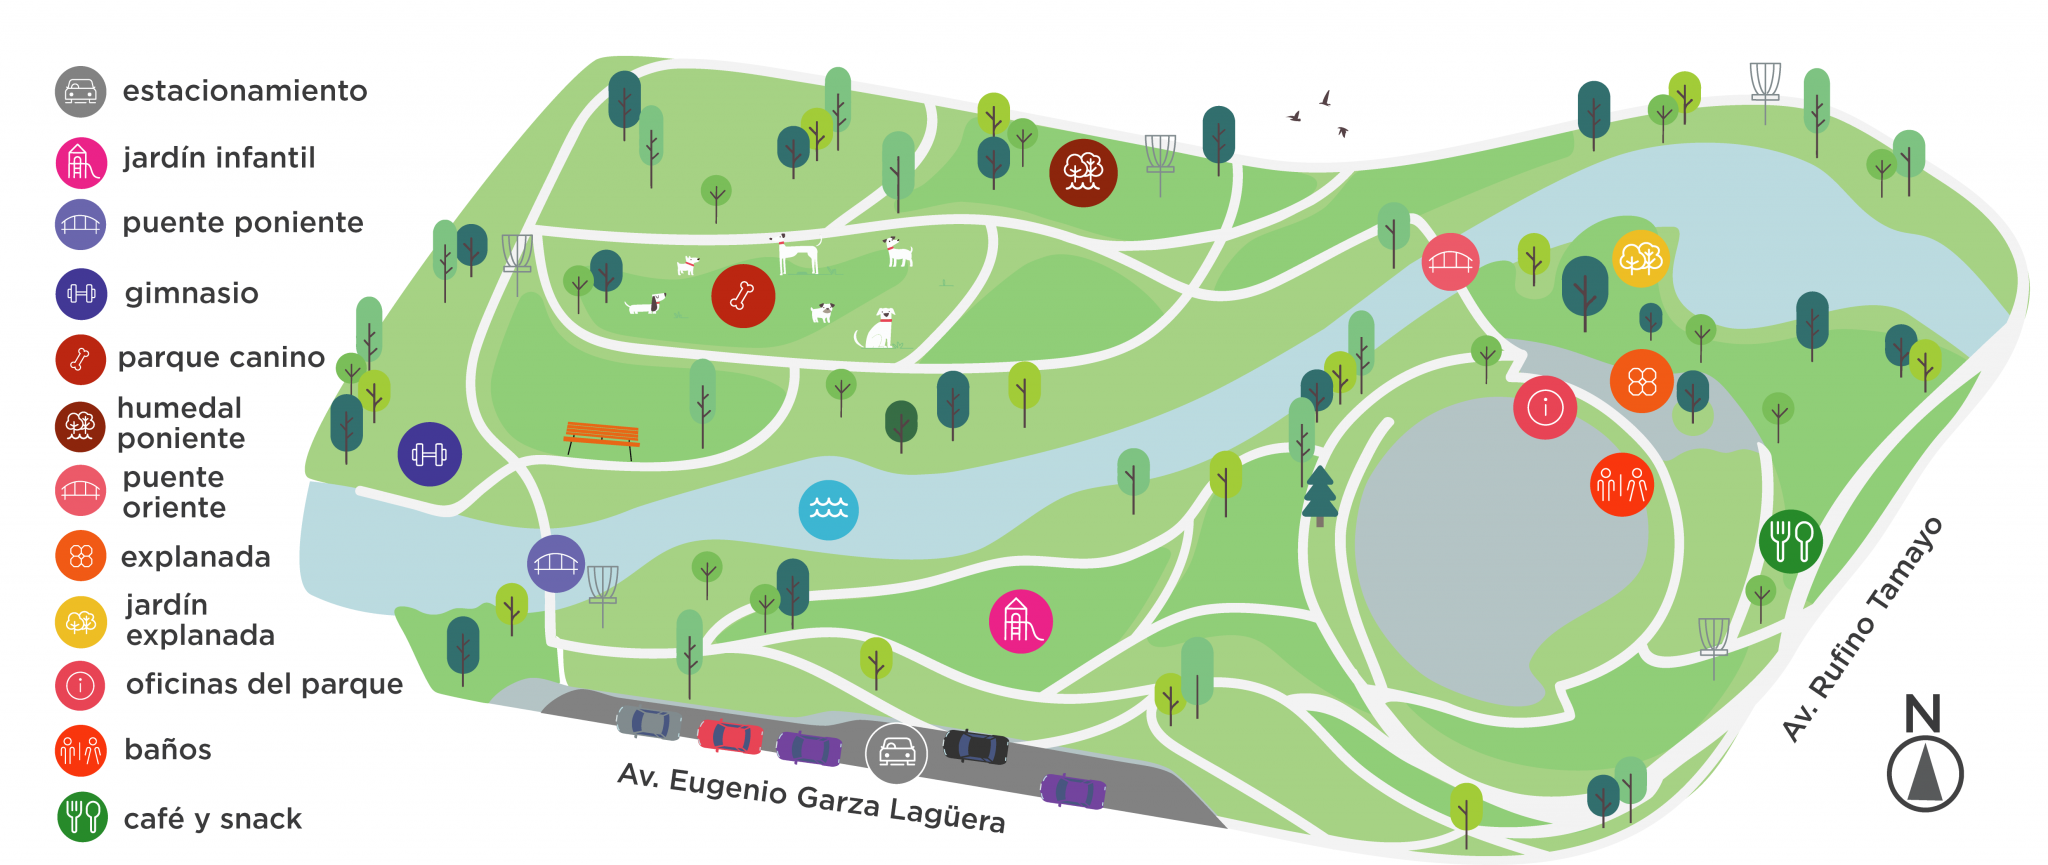 estacionamiento
jardín infantil
puente poniente
gimnasio
parque canino
humedal
poniente
puente
oriente
explanada
jardín
explanada
oficinas del parque
baños
café y snack
Av. Eugenio Garza Lagüera
Av. Rufino Tamayo
N